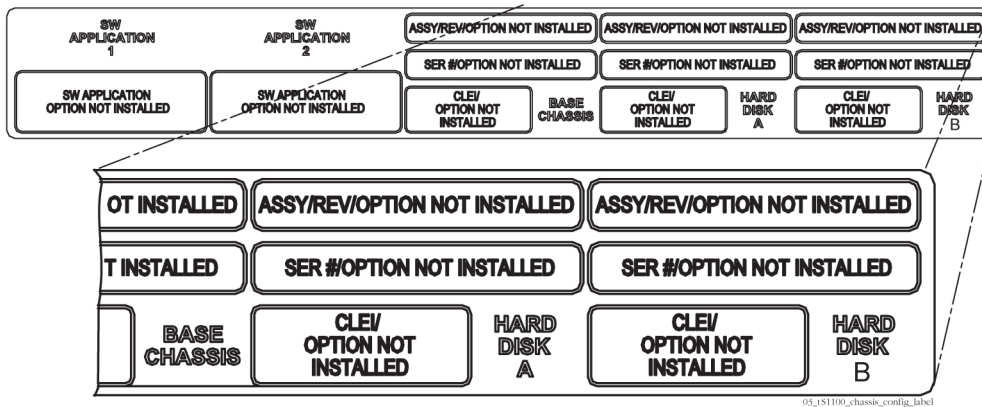 SW
APPLICATION
1
SW
APPLICATION
2
ASSY/REV/OPTION NOT INSTALLED
ASSY/REV/OPTION NOT INSTALLED
ASSY/REV/OPTION NOT INSTALLED
SER #/OPTION NOT INSTALLED
SER #/OPTION NOT INSTALLED
SER #/OPTION NOT INSTALLED
SW APPLICATION
OPTION NOT INSTALLED
SW APPLICATION
OPTION NOT INSTALLED
CLEI/
OPTION NOT
INSTALLED
BASE
CHASSIS
CLEI/
OPTION NOT
INSTALLED
HARD
DISK
A
CLEI/
OPTION NOT
INSTALLED
HARD
DISK
B
OT INSTALLED
ASSY/REV/OPTION NOT INSTALLED
ASSY/REV/OPTION NOT INSTALLED
T INSTALLED
SER #/OPTION NOT INSTALLED
SER #/OPTION NOT INSTALLED
BASE
CHASSIS
CLEI/
OPTION NOT
INSTALLED
HARD
DISK
A
CLEI/
OPTION NOT
INSTALLED
HARD
DISK
B
03_tS1100_chassis_config_label